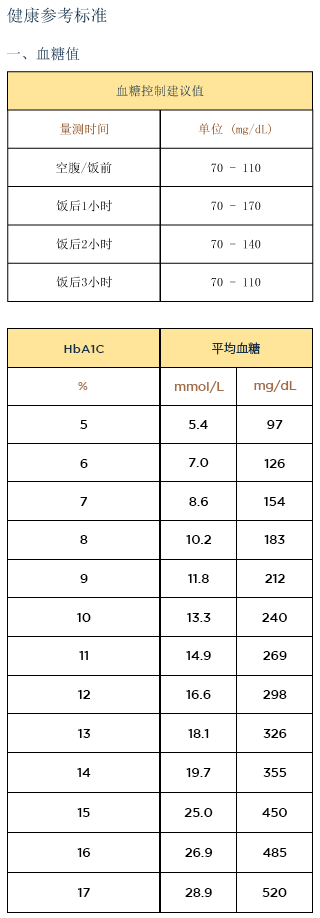 健康参考标准
一、血糖值
血糖控制建议值
量测时间 单位 (mg/dL)
空腹/饭前 70 - 110
饭后1小时 70 - 170
饭后2小时 70 - 140
饭后3小时 70 - 110
HbA1C 平均血糖
% mmol/L mg/dL
5 5.4 97
6 7.0 126
7 8.6 154
8 10.2 183
9 11.8 212
10 13.3 240
11 14.9 269
12 16.6 298
13 18.1 326
14 19.7 355
15 25.0 450
16 26.9 485
17 28.9 520